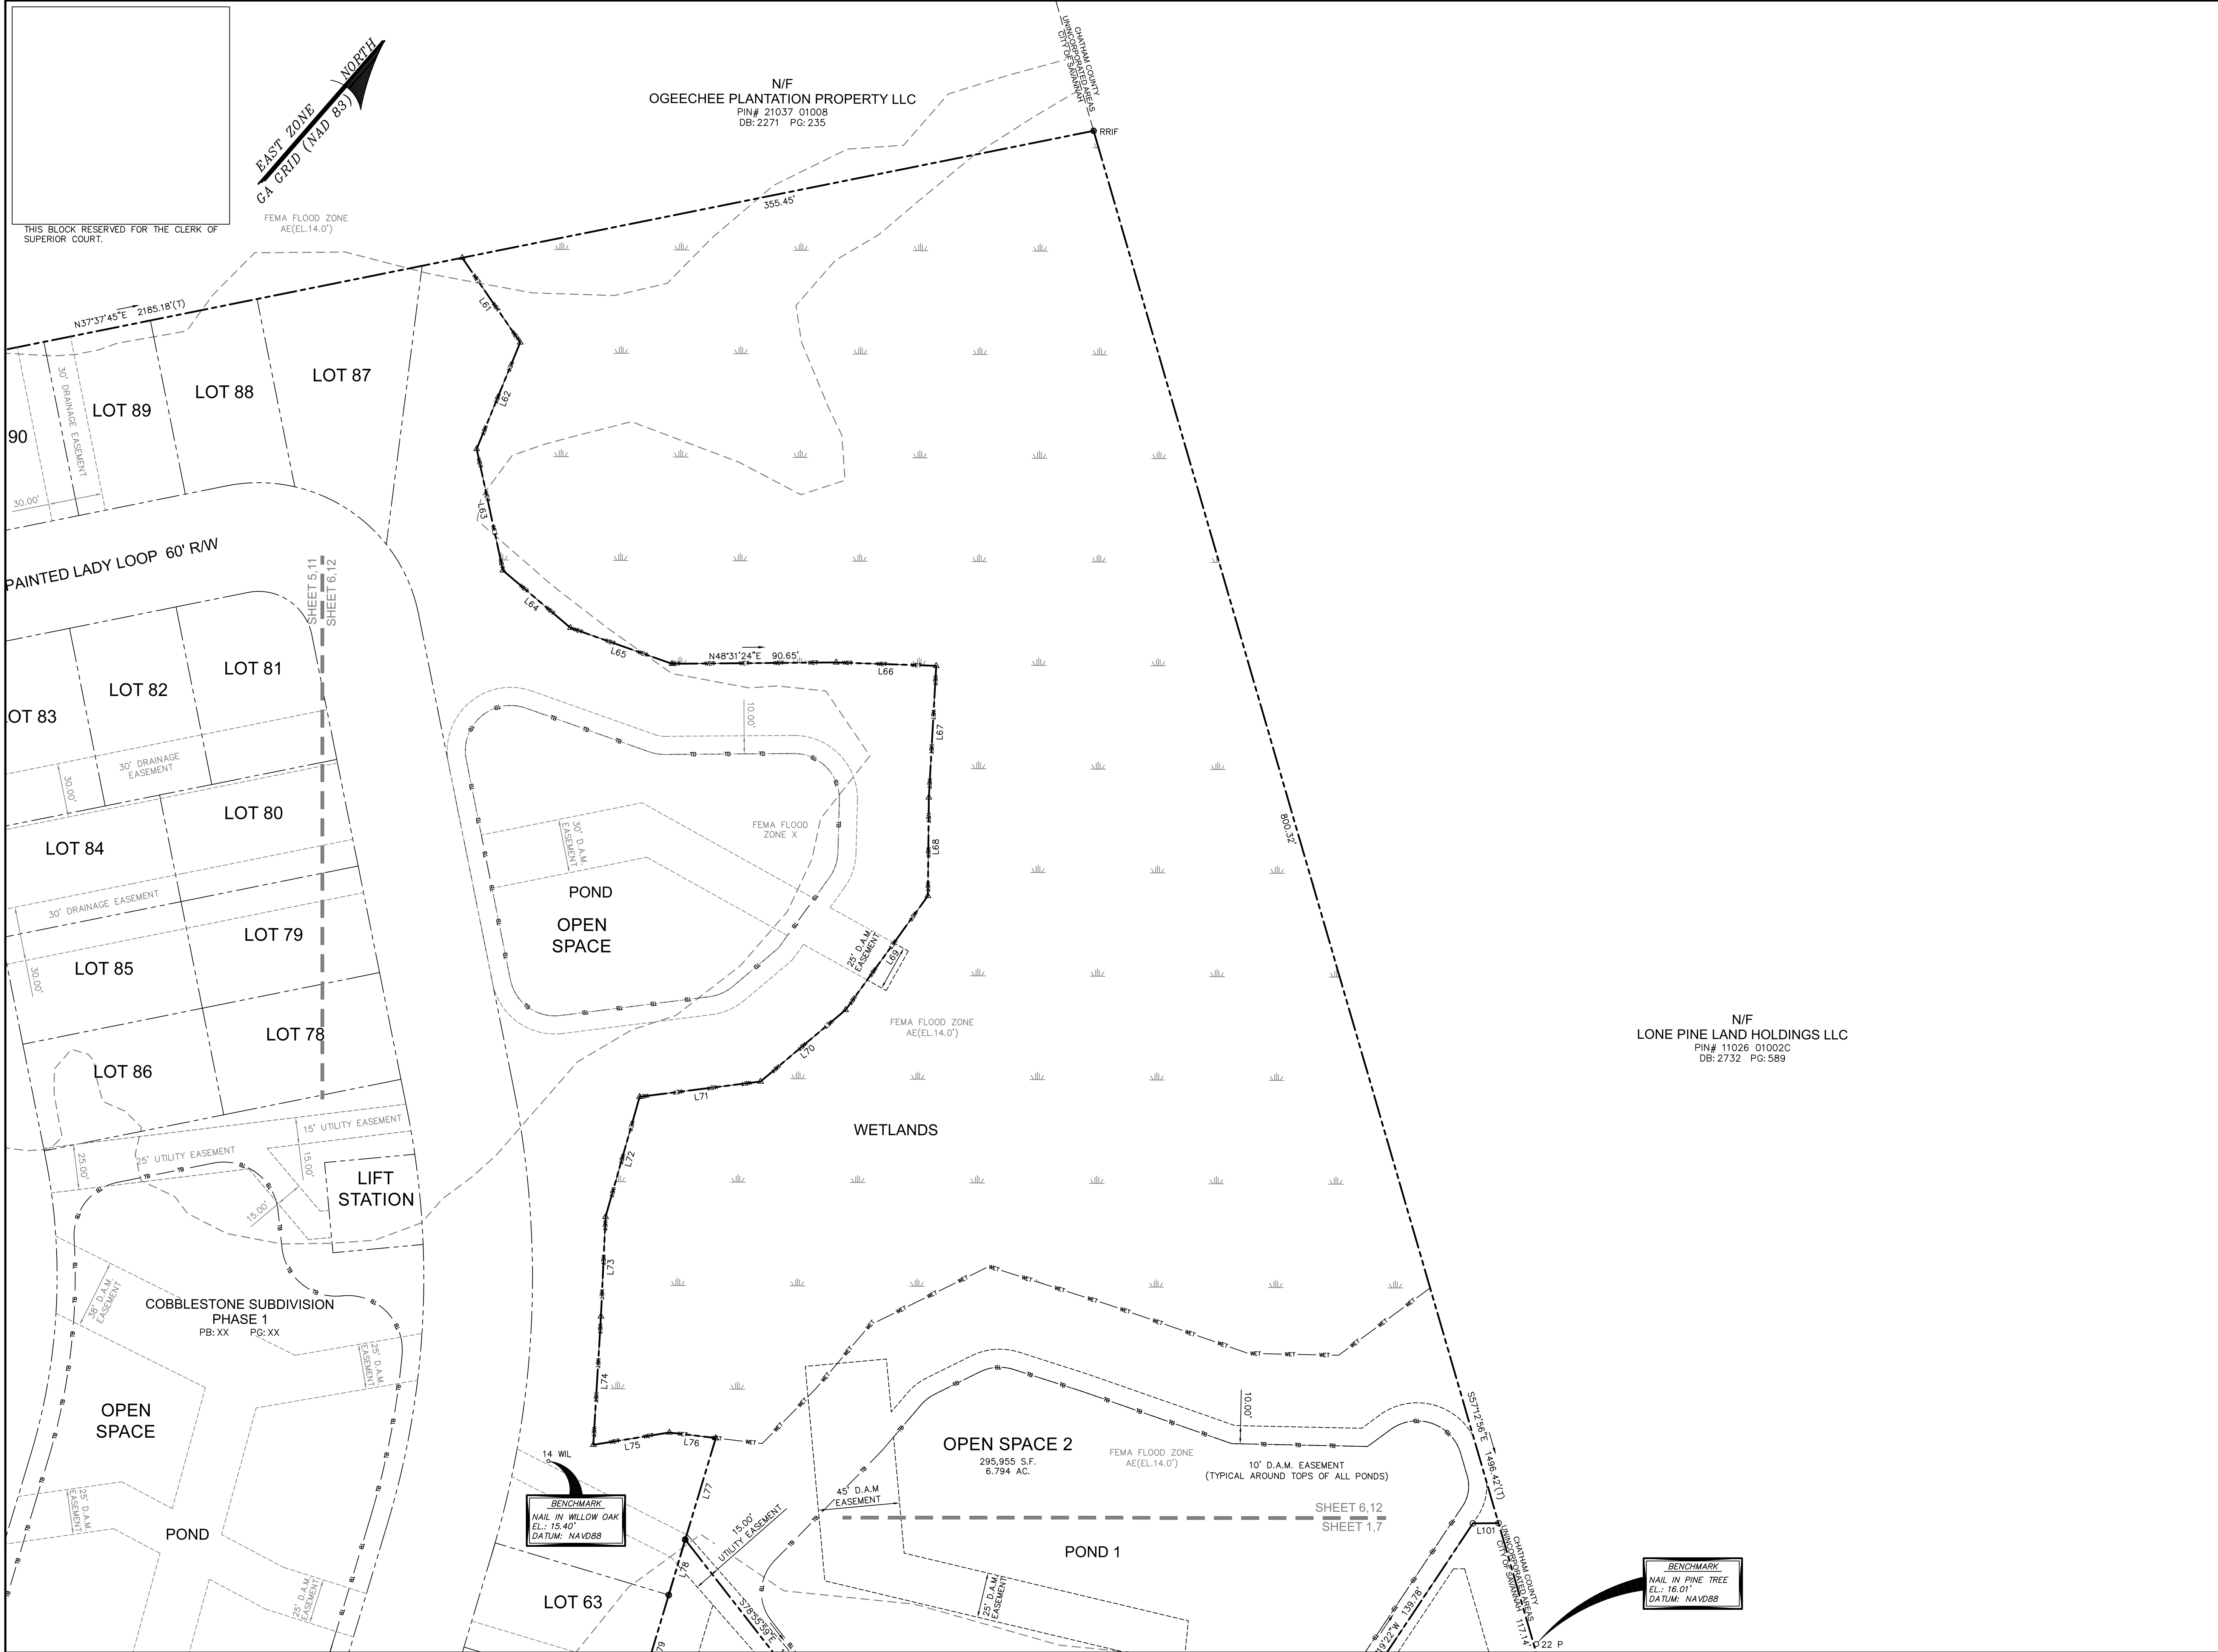 THIS BLOCK RESERVED FOR THE CLERK OF
SUPERIOR COURT.
NORTH
EAST ZONE
GA GRID (NAD 83)
FEMA FLOOD ZONE
AE(EL.14.0')
N/F
OGEECHEE PLANTATION PROPERTY LLC
PIN# 21037 01008
DB: 2271 PG: 235
CHATHAM COUNTY
UNINCORPORATED AREAS
CITY OF SAVANNAH
RRIF
355.45'
N37°37'45"E 2185.18'(T)
L61
L62
L63
L64
L65
N48°31'24"E 90.65'
L66
L67
L68
L69
L70
L71
L72
L73
L74
L75
L76
L77
L78
79
90
30' DRAINAGE EASEMENT
30.00'
LOT 89
LOT 88
LOT 87
PAINTED LADY LOOP 60' R/W
SHEET 5,11
SHEET 6,12
OT 83
LOT 82
LOT 81
30' DRAINAGE
EASEMENT
30.00'
LOT 80
LOT 84
30' DRAINAGE EASEMENT
LOT 79
LOT 85
30.00'
LOT 78
LOT 86
15' UTILITY EASEMENT
25' UTILITY EASEMENT
25.00'
15.00'
15.00'
LIFT
STATION
38' D.A.M.
EASEMENT
COBBLESTONE SUBDIVISION
PHASE 1
PB: XX PG: XX
25' D.A.M.
EASEMENT
OPEN
SPACE
25' D.A.M.
EASEMENT
POND
25' D.A.M.
EASEMENT
10.00'
FEMA FLOOD
ZONE X
30' D.A.M.
EASEMENT
POND
OPEN
SPACE
25' D.A.M.
EASEMENT
FEMA FLOOD ZONE
AE(EL.14.0')
WETLANDS
800.32'
N/F
LONE PINE LAND HOLDINGS LLC
PIN# 11026 01002C
DB: 2732 PG: 589
14 WIL
BENCHMARK
NAIL IN WILLOW OAK
EL.: 15.40'
DATUM: NAVD88
LOT 63
15.00'
UTILITY EASEMENT
S78°55'59"E
45' D.A.M
EASEMENT
OPEN SPACE 2
295,955 S.F.
6.794 AC.
FEMA FLOOD ZONE
AE(EL.14.0')
10.00'
10' D.A.M. EASEMENT
(TYPICAL AROUND TOPS OF ALL PONDS)
SHEET 6,12
SHEET 1,7
POND 1
25' D.A.M.
EASEMENT
S57°12'56"E 1496.42'(T)
L101
CHATHAM COUNTY
UNINCORPORATED AREAS
CITY OF SAVANNAH
117.14'
19'22"W 139.78'
22 P
BENCHMARK
NAIL IN PINE TREE
EL.: 16.01'
DATUM: NAVD88
WET
TB